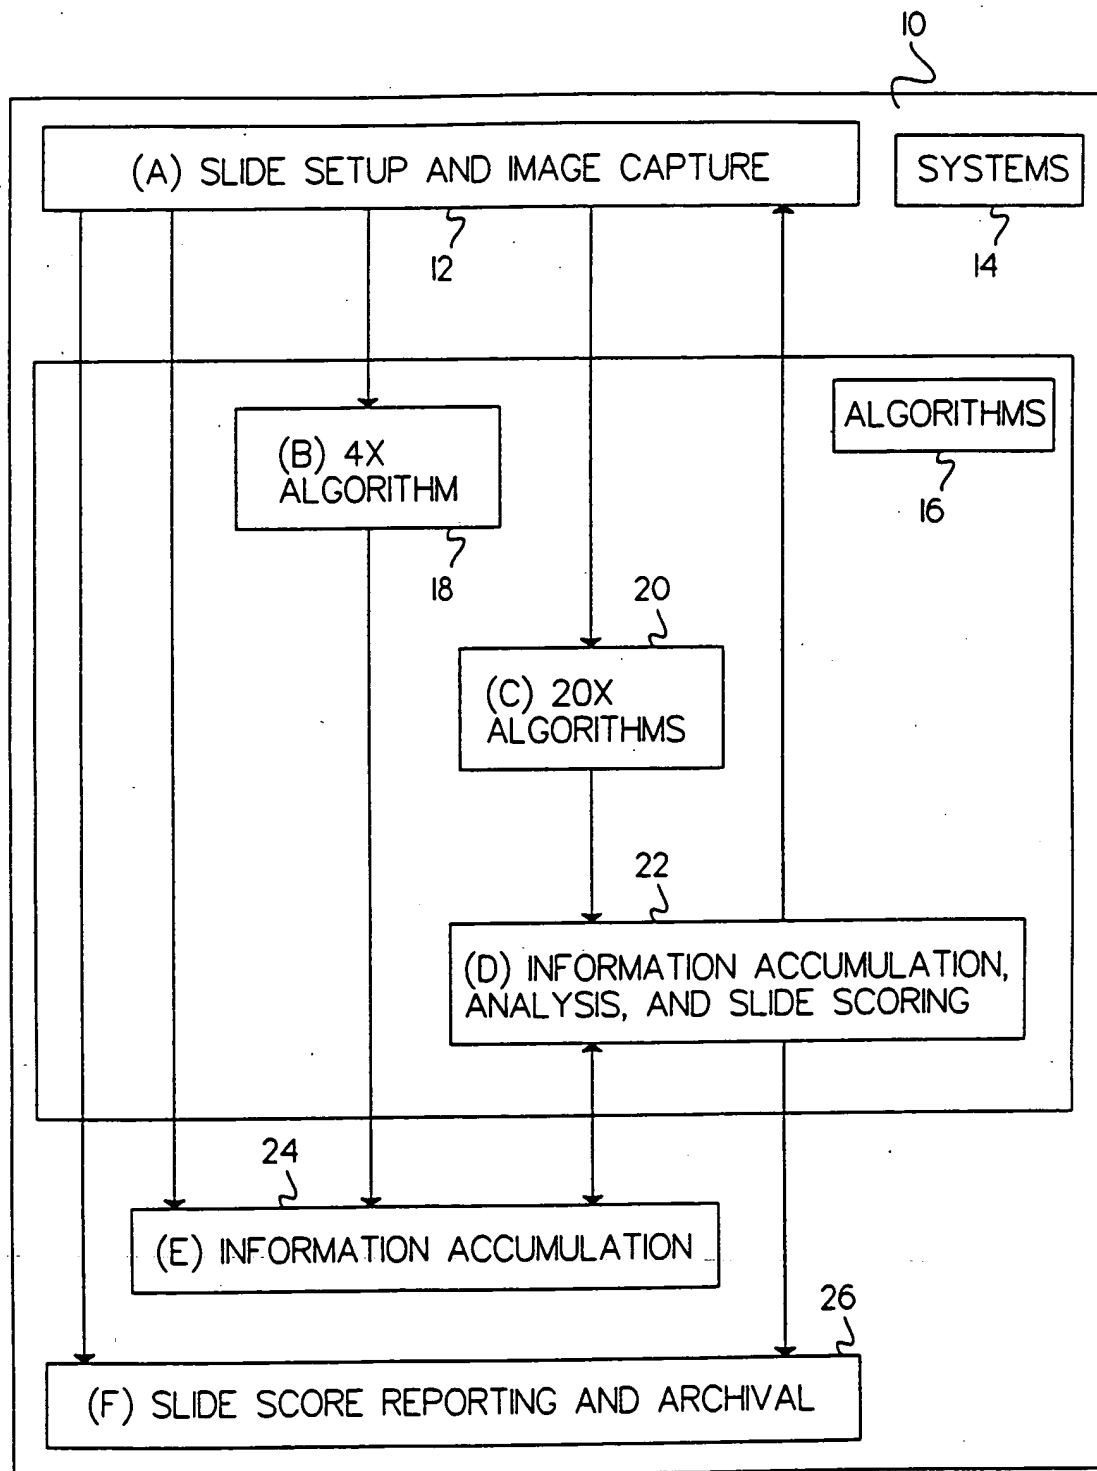 10
(A) SLIDE SETUP AND IMAGE CAPTURE
SYSTEMS
12
14
ALGORITHMS
16
(B) 4X
ALGORITHM
18
20
(C) 20X
ALGORITHMS
22
(D) INFORMATION ACCUMULATION,
ANALYSIS, AND SLIDE SCORING
24
(E) INFORMATION ACCUMULATION
26
(F) SLIDE SCORE REPORTING AND ARCHIVAL